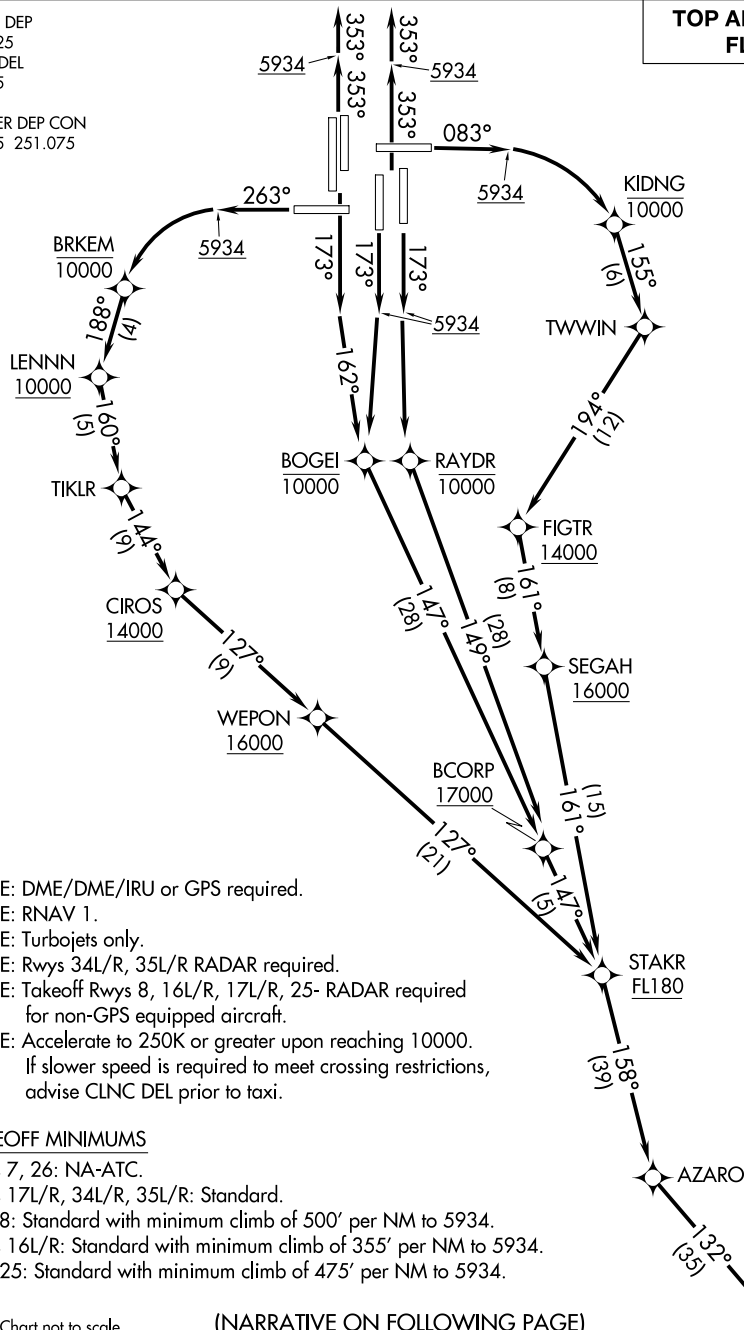 DEP
25
DEL
5
ER DEP CON
5 251.075
TOP AL
FL
353°
353°
5934
5934
353°
353°
083°
5934
263°
5934
KIDNG
10000
BRKEM
10000
155°
(6)
173°
173°
173°
188°
(4)
5934
TWWIN
LENNN
10000
162°
160°
(5)
194°
(12)
BOGEI
10000
RAYDR
10000
TIKLR
144°
(9)
FIGTR
14000
161°
(8)
CIROS
14000
147°
(28)
149°
(28)
127°
(9)
SEGAH
16000
WEPON
16000
BCORP
17000
161°
(15)
127°
(21)
147°
(5)
STAKR
FL180
E: DME/DME/IRU or GPS required.
E: RNAV 1.
E: Turbojets only.
E: Rwys 34L/R, 35L/R RADAR required.
E: Takeoff Rwys 8, 16L/R, 17L/R, 25- RADAR required
for non-GPS equipped aircraft.
E: Accelerate to 250K or greater upon reaching 10000.
If slower speed is required to meet crossing restrictions,
advise CLNC DEL prior to taxi.
158°
(39)
EOFF MINIMUMS
7, 26: NA-ATC.
17L/R, 34L/R, 35L/R: Standard.
8: Standard with minimum climb of 500' per NM to 5934.
16L/R: Standard with minimum climb of 355' per NM to 5934.
25: Standard with minimum climb of 475' per NM to 5934.
AZARO
132°
(35)
Chart not to scale
(NARRATIVE ON FOLLOWING PAGE)